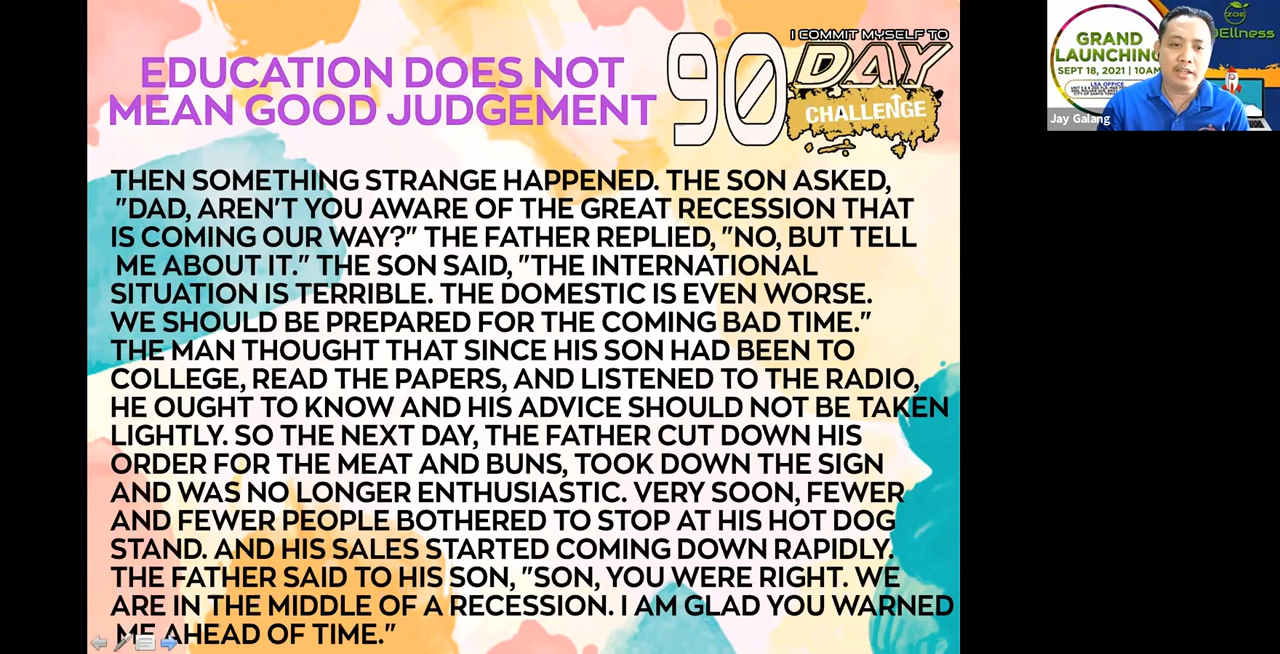 EDUCATION DOES NOT
MEAN GOOD JUDGEMENT
I COMMIT MYSELF TO
90 DAY
CHALLENGE
THEN SOMETHING STRANGE HAPPENED. THE SON ASKED,
"DAD, AREN'T YOU AWARE OF THE GREAT RECESSION THAT
IS COMING OUR WAY?" THE FATHER REPLIED, "NO, BUT TELL
ME ABOUT IT." THE SON SAID, "THE INTERNATIONAL
SITUATION IS TERRIBLE. THE DOMESTIC IS EVEN WORSE.
WE SHOULD BE PREPARED FOR THE COMING BAD TIME."
THE MAN THOUGHT THAT SINCE HIS SON HAD BEEN TO
COLLEGE, READ THE PAPERS, AND LISTENED TO THE RADIO,
HE OUGHT TO KNOW AND HIS ADVICE SHOULD NOT BE TAKEN
LIGHTLY. SO THE NEXT DAY, THE FATHER CUT DOWN HIS
ORDER FOR THE MEAT AND BUNS, TOOK DOWN THE SIGN
AND WAS NO LONGER ENTHUSIASTIC. VERY SOON, FEWER
AND FEWER PEOPLE BOTHERED TO STOP AT HIS HOT DOG
STAND. AND HIS SALES STARTED COMING DOWN RAPIDLY.
THE FATHER SAID TO HIS SON, "SON, YOU WERE RIGHT. WE
ARE IN THE MIDDLE OF A RECESSION. I AM GLAD YOU WARNED
ME AHEAD OF TIME."
GRAND
LAUNCHING
SEPT 18, 2021 | 10AM
LSA OFFICE
ZOE
Jay Galang